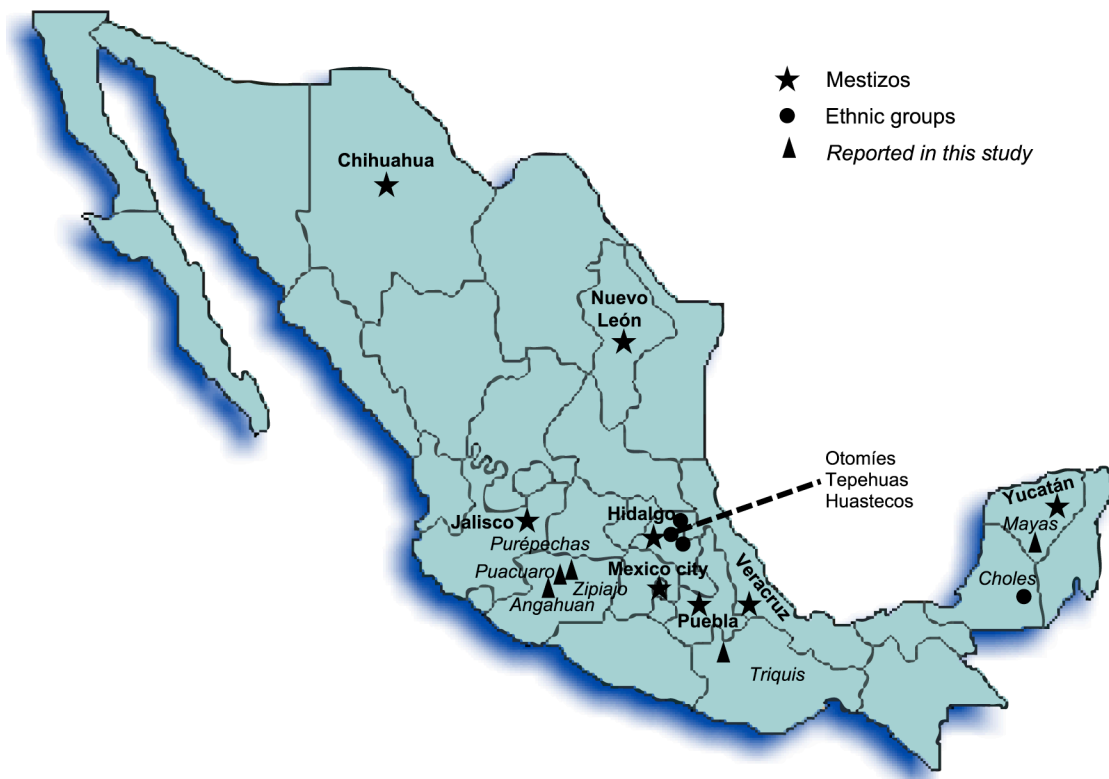 Mestizos
Ethnic groups
Reported in this study
Chihuahua
Nuevo
León
Otomíes
Tepehuas
Huastecos
Yucatán
Mayas
Choles
Jalisco
Hidalgo
Purépechas
Puacuaro
Zipiajo
Angahuan
Mexico city
Veracruz
Puebla
Triquis